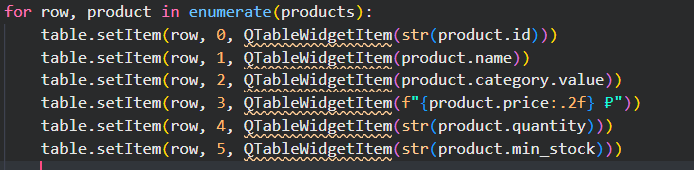 for row, product in enumerate(products):
    table.setItem(row, 0, QTableWidgetItem(str(product.id)))
    table.setItem(row, 1, QTableWidgetItem(product.name))
    table.setItem(row, 2, QTableWidgetItem(product.category.value))
    table.setItem(row, 3, QTableWidgetItem(f"{product.price:.2f} ₽"))
    table.setItem(row, 4, QTableWidgetItem(str(product.quantity)))
    table.setItem(row, 5, QTableWidgetItem(str(product.min_stock)))